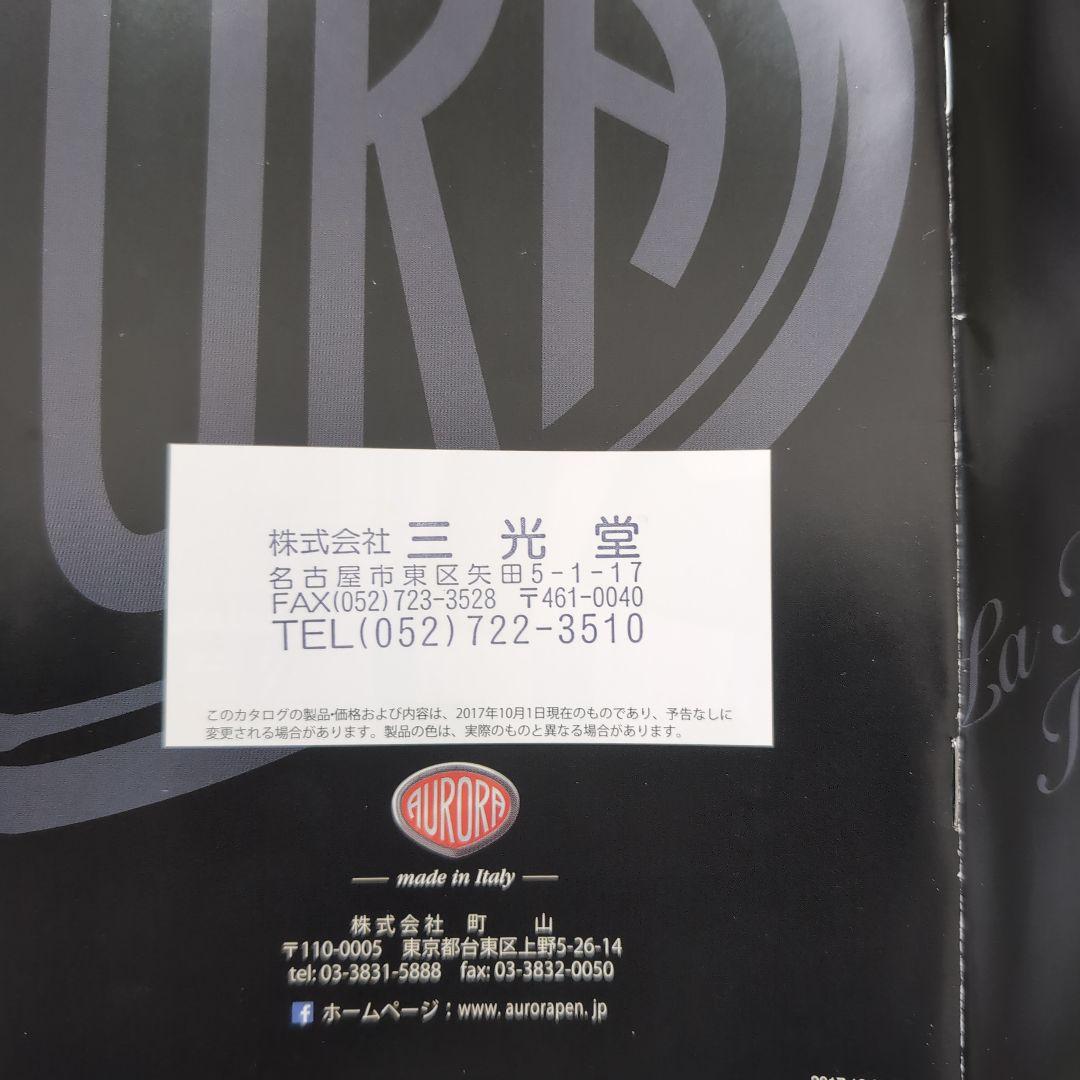 URA
株式会社 三光堂
名古屋市東区矢田5-1-17
FAX(052)723-3528 〒461-0040
TEL(052)722-3510
このカタログの製品・価格および内容は、2017年10月1日現在のものであり、予告なしに
変更される場合があります。製品の色は、実際のものと異なる場合があります。
AURORA
made in Italy
株式会社 町 山
〒110-0005 東京都台東区上野5-26-14
tel: 03-3831-5888 fax: 03-3832-0050
f ホームページ：www.aurorapen.jp
La